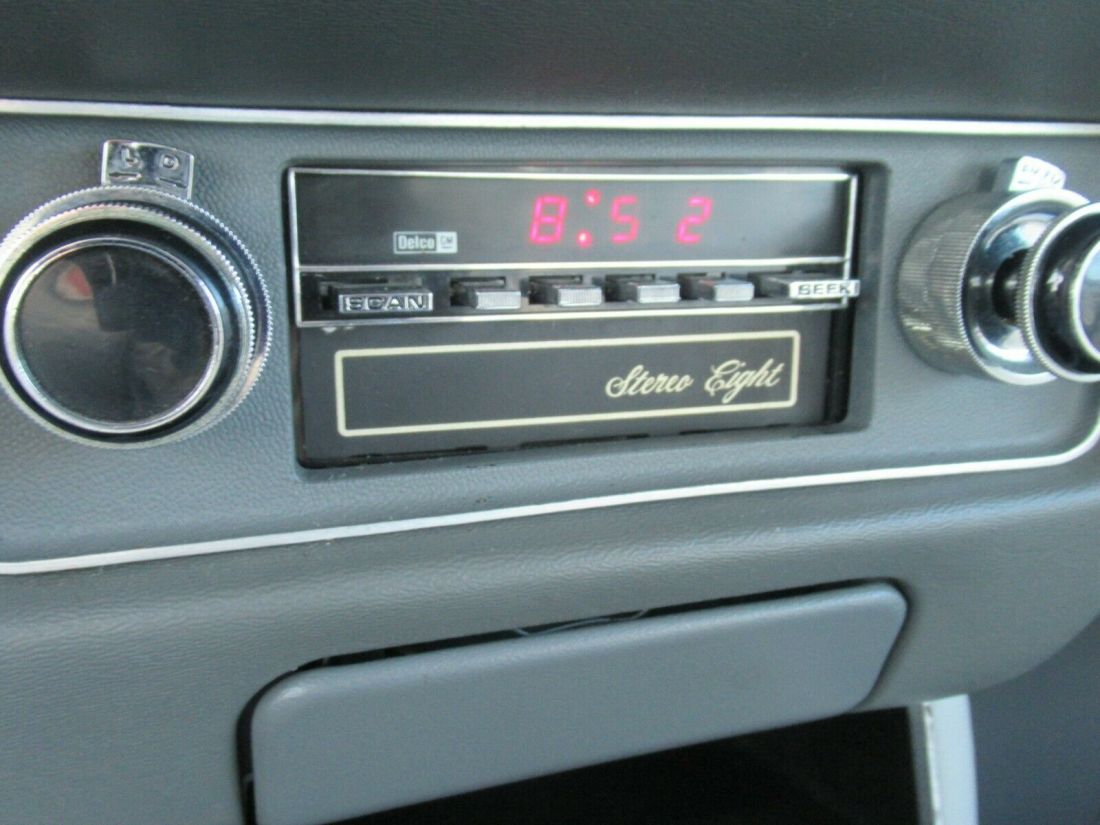 8:52
Delco GM
SCAN
SEEK
Stereo Eight